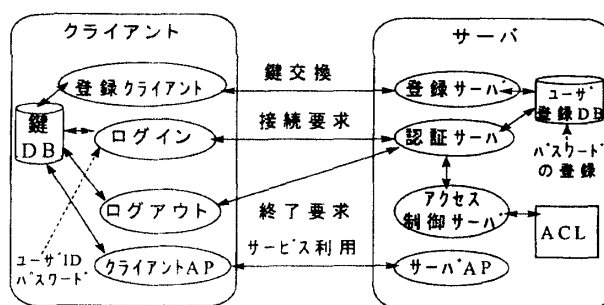 クライアント
サーバ
登録クライアント
鍵交換
登録サーバ
ユーザ
登録DB
鍵
DB
ログイン
接続要求
認証サーバ
パスワード
の登録
アクセス
制御サーバ
ログアウト
終了要求
ACL
ユーザID
パスワード
クライアントAP
サービス利用
サーバAP